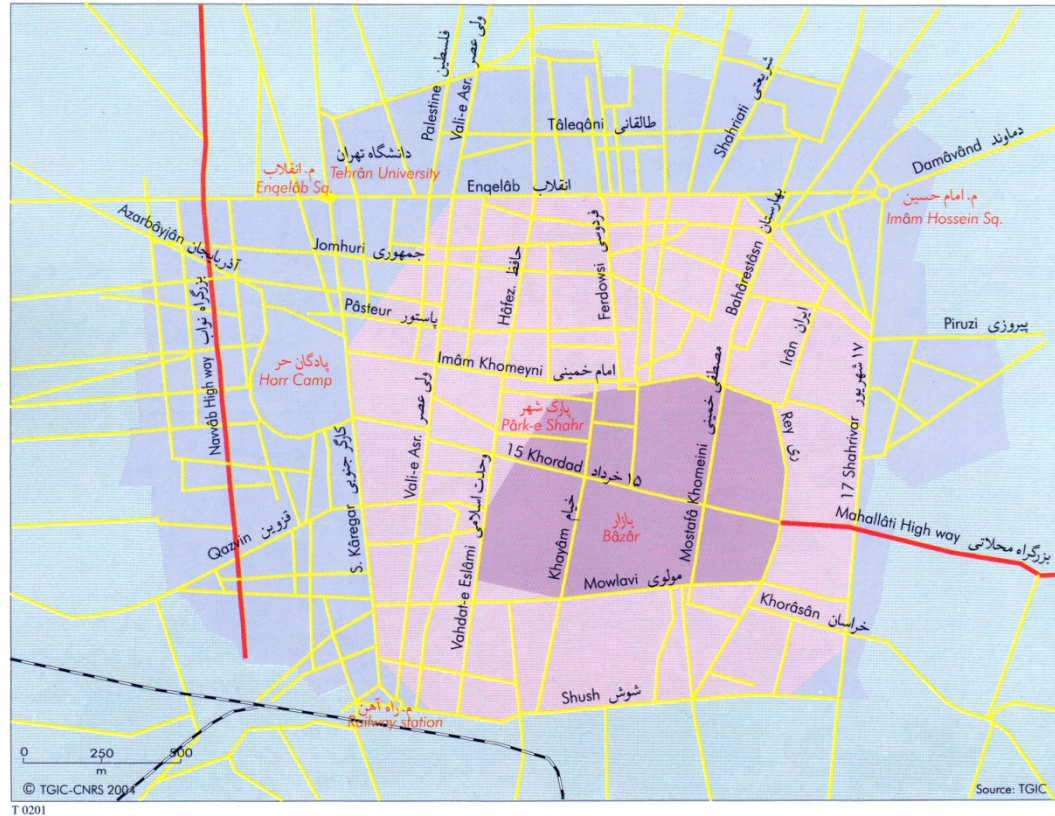 Palestine فلسطین
Vali-e Asr. ولی عصر
Tâleqâni طالقانی
Shahriati شریعتی
Damâvând دماوند
م. انقلاب
Enqelâb Sq.
دانشگاه تهران
Tehrân University
Enqelâb انقلاب
م. امام حسین
Imâm Hossein Sq.
Azarbâyjân آذربایجان
Jomhuri جمهوری
Hâfez. حافظ
Ferdowsi فردوسی
Bahârestâsn بهارستان
Pâsteur پاستور
Irân ایران
Piruzi پیروزی
Navvâb High way بزرگراه نواب
پادگان حر
Horr Camp
Imâm Khomeyni امام خمینی
پارک شهر
Pârk-e Shahr
Vali-e Asr. ولی عصر
S. Kâregar کارگر جنوبی
15 Khordad ۱۵ خرداد
Mostafâ Khomeini مصطفی خمینی
Rey ری
17 Shahrivar ۱۷ شهریور
Qazvin قزوین
Vahdat-e Eslâmi وحدت اسلامی
Khayâm خیام
بازار
Bâzâr
Mahallâti High way بزرگراه محلاتی
Mowlavi مولوی
Khorâsân خراسان
Shush شوش
م. راه آهن
Railway station
0 250 500
m
© TGIC-CNRS 2004
Source: TGIC
T 0201